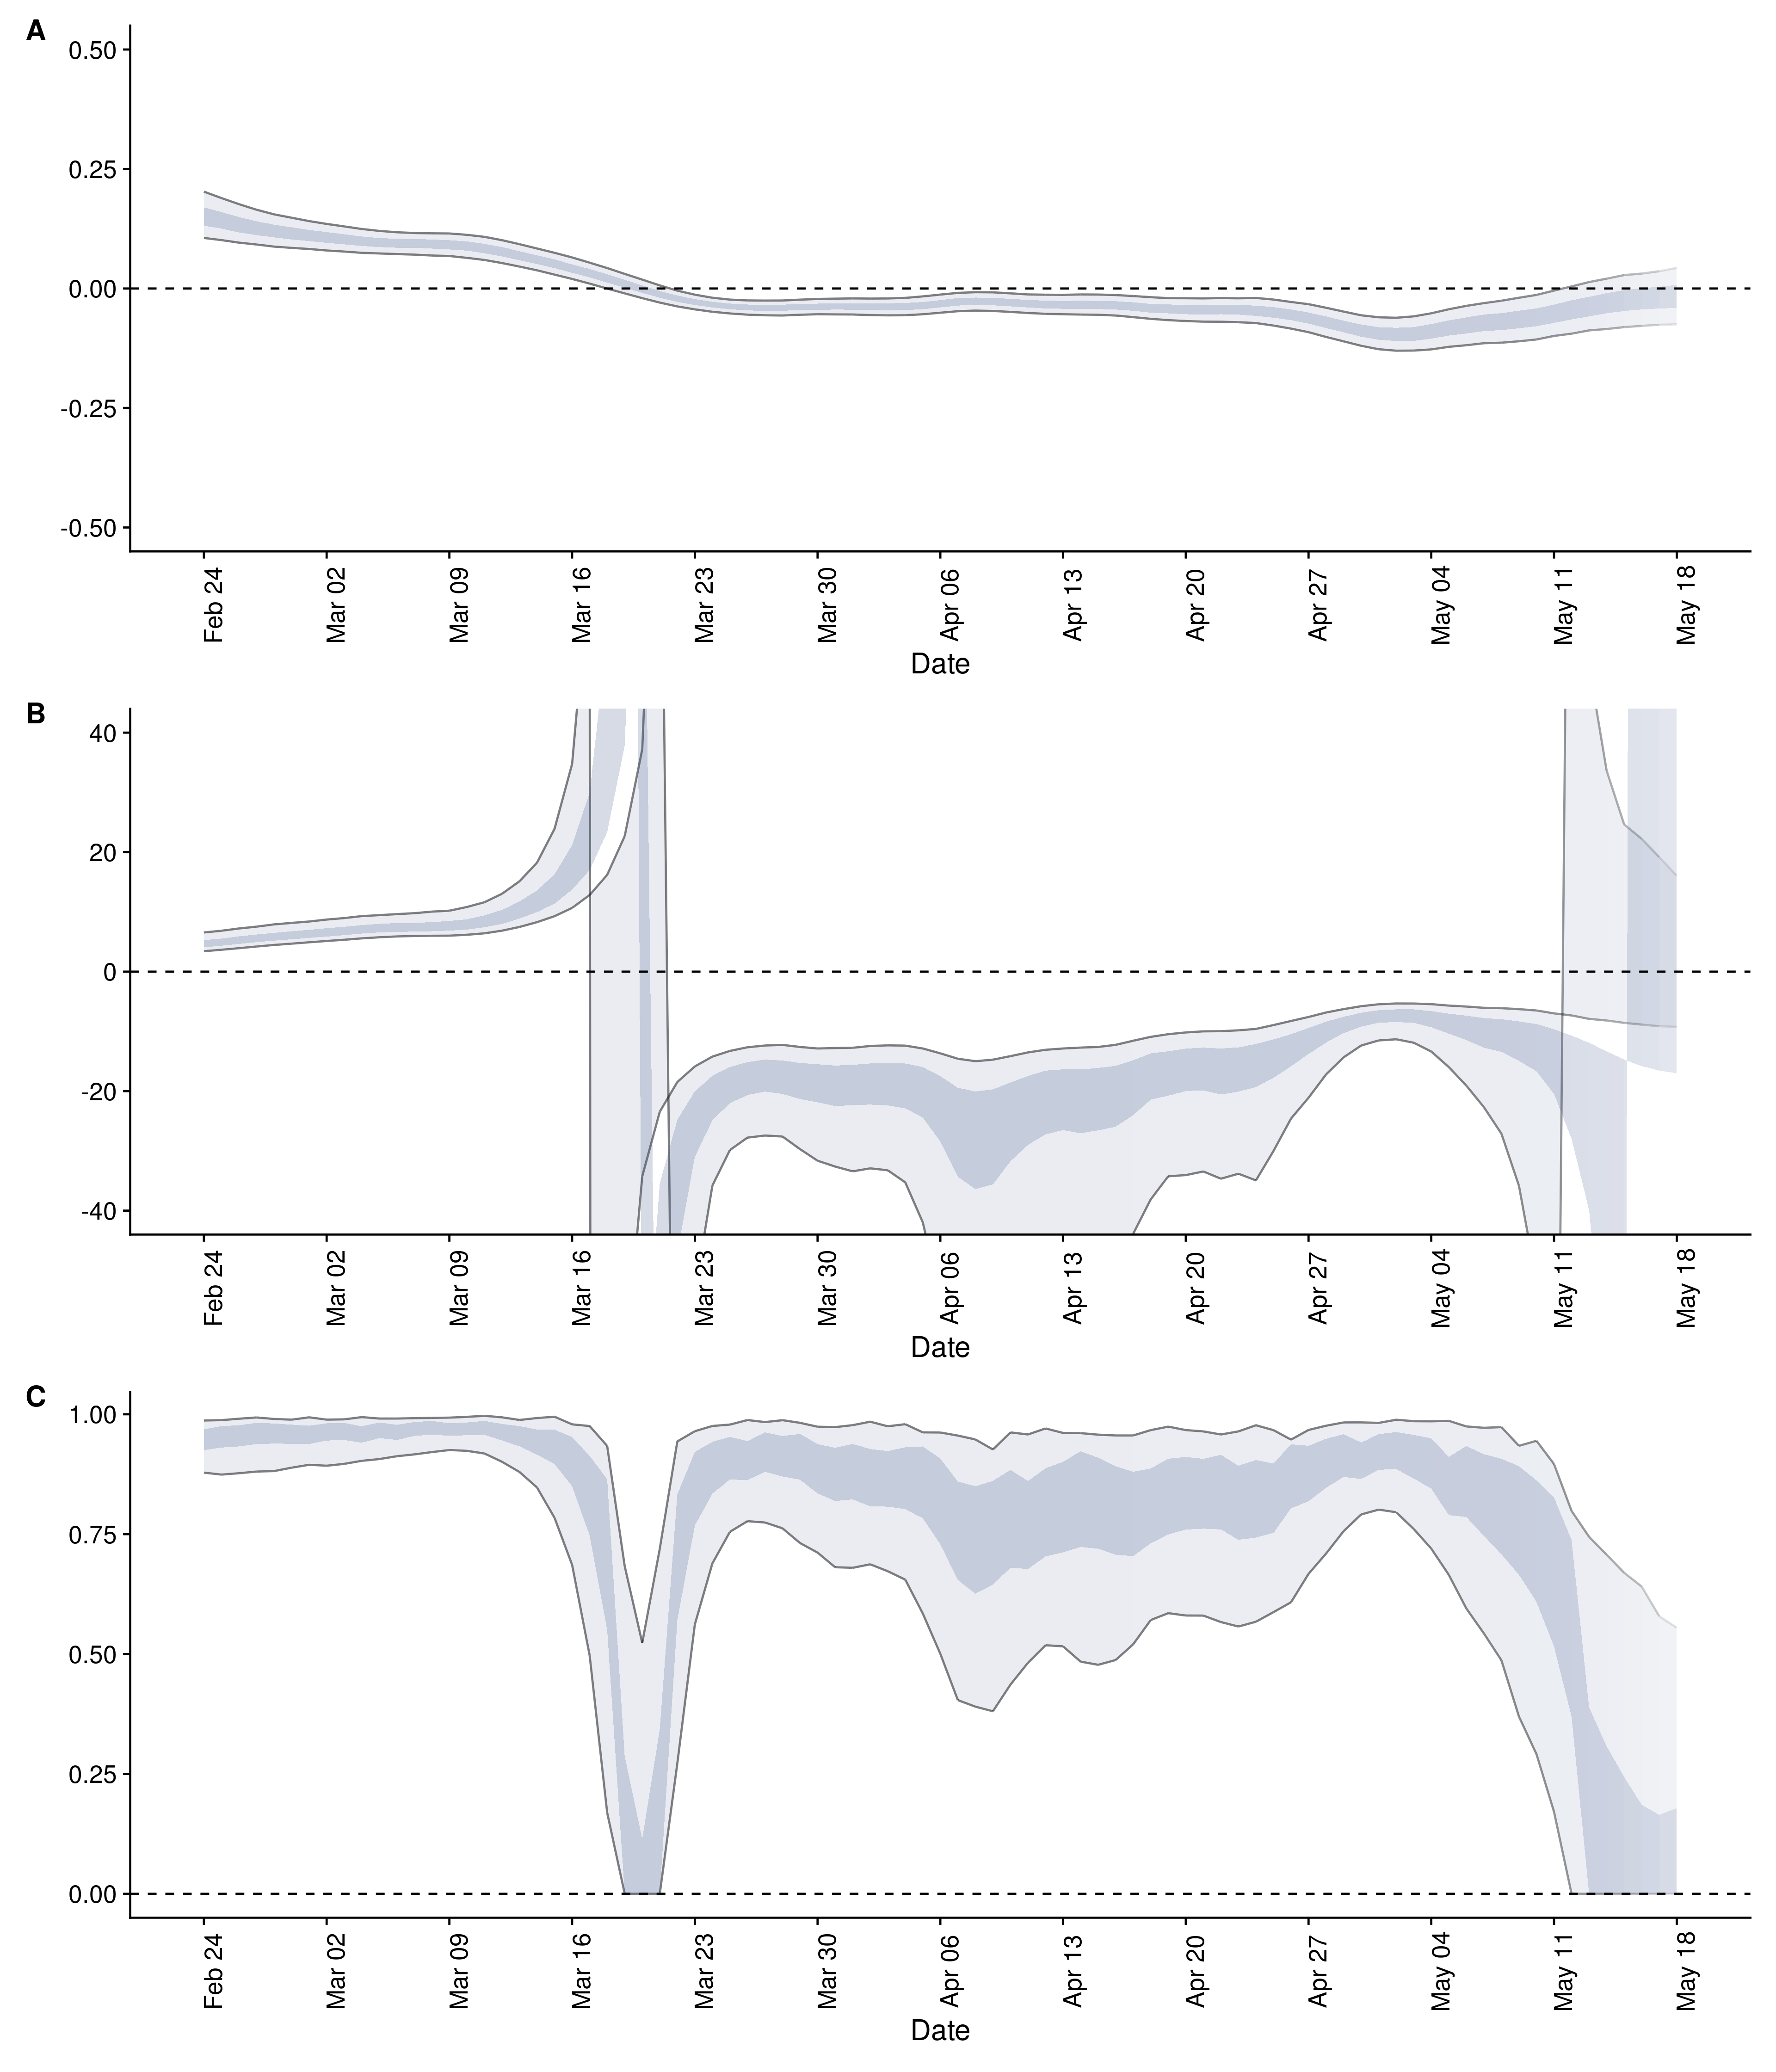 A
0.50
0.25
0.00
-0.25
-0.50
Feb 24
Mar 02
Mar 09
Mar 16
Mar 23
Mar 30
Apr 06
Apr 13
Apr 20
Apr 27
May 04
May 11
May 18
Date
B
40
20
0
-20
-40
Feb 24
Mar 02
Mar 09
Mar 16
Mar 23
Mar 30
Apr 06
Apr 13
Apr 20
Apr 27
May 04
May 11
May 18
Date
C
1.00
0.75
0.50
0.25
0.00
Feb 24
Mar 02
Mar 09
Mar 16
Mar 23
Mar 30
Apr 06
Apr 13
Apr 20
Apr 27
May 04
May 11
May 18
Date